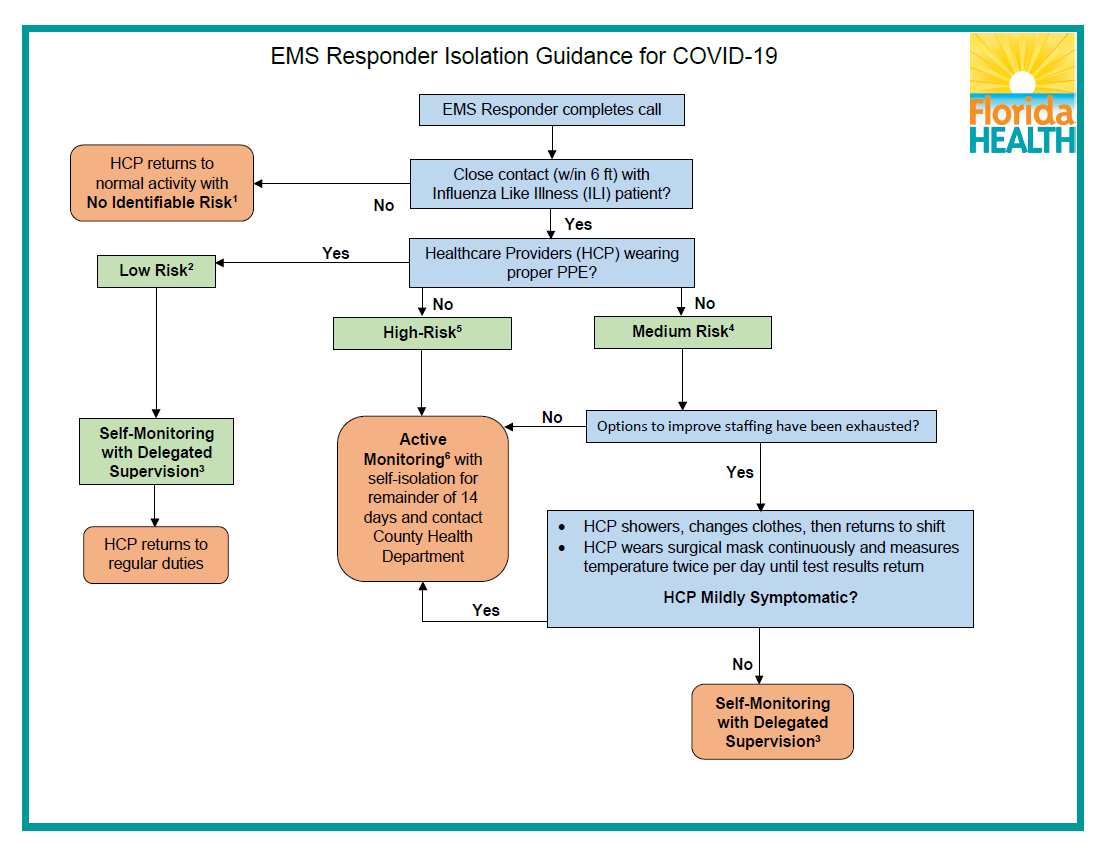 EMS Responder Isolation Guidance for COVID-19
Florida
HEALTH
EMS Responder completes call
HCP returns to
normal activity with
No Identifiable Risk¹
Close contact (w/in 6 ft) with
Influenza Like Illness (ILI) patient?
No
Yes
Healthcare Providers (HCP) wearing
proper PPE?
Yes
Low Risk²
No
No
High-Risk⁵
Medium Risk⁴
Self-Monitoring
with Delegated
Supervision³
HCP returns to
regular duties
Active
Monitoring⁶ with
self-isolation for
remainder of 14
days and contact
County Health
Department
No
Options to improve staffing have been exhausted?
Yes
• HCP showers, changes clothes, then returns to shift
• HCP wears surgical mask continuously and measures
temperature twice per day until test results return
HCP Mildly Symptomatic?
Yes
No
Self-Monitoring
with Delegated
Supervision³